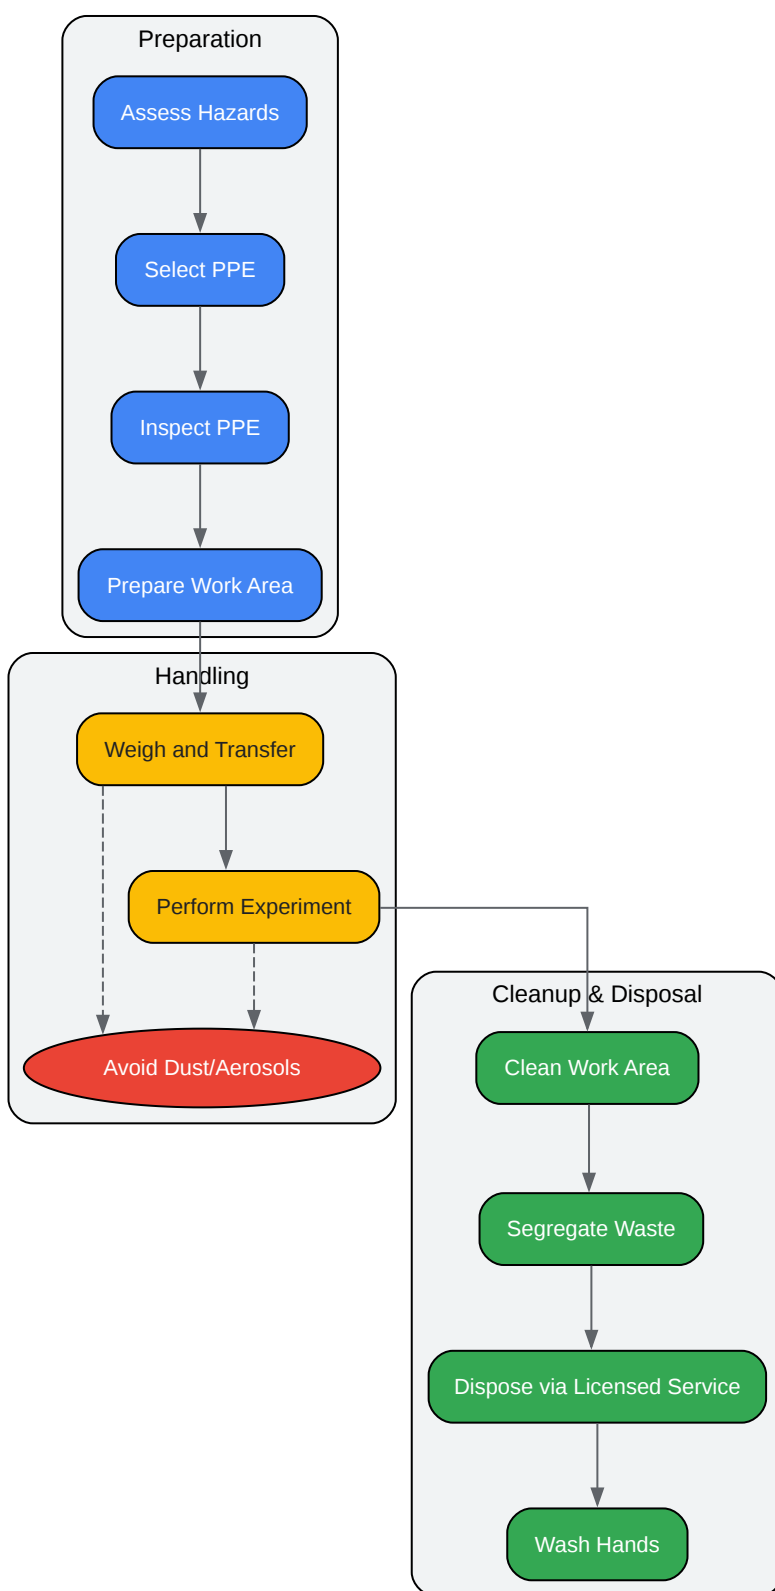 Preparation
Assess Hazards
Select PPE
Inspect PPE
Prepare Work Area
Handling
Weigh and Transfer
Perform Experiment
Avoid Dust/Aerosols
Cleanup & Disposal
Clean Work Area
Segregate Waste
Dispose via Licensed Service
Wash Hands